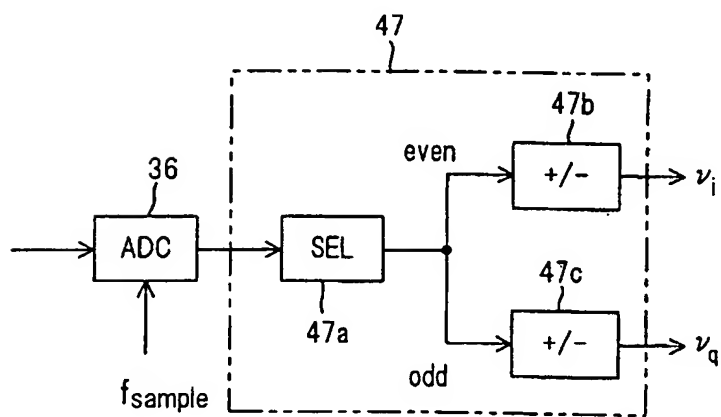 47
47b
even
+/-
νi
36
ADC
SEL
47a
47c
+/-
νq
odd
fsample